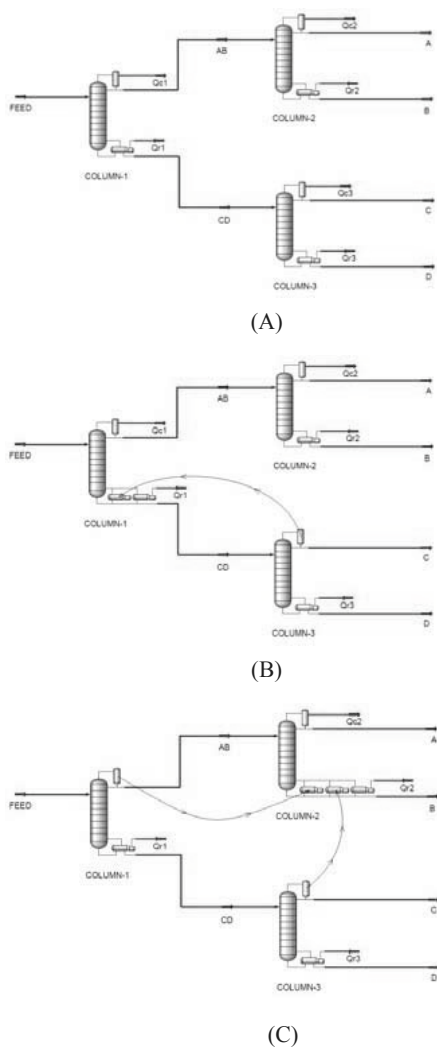 Qc2
A
Qc1
AB
Qr2
FEED
B
COLUMN-2
Qr1
COLUMN-1
Qc3
CD
C
Qr3
D
COLUMN-3
(A)
Qc2
A
AB
Qc1
Qr2
FEED
B
COLUMN-2
Qr1
COLUMN-1
CD
C
Qr3
D
COLUMN-3
(B)
Qc2
A
AB
FEED
Qr2
B
COLUMN-2
Qr1
COLUMN-1
C
CD
Qr3
D
COLUMN-3
(C)